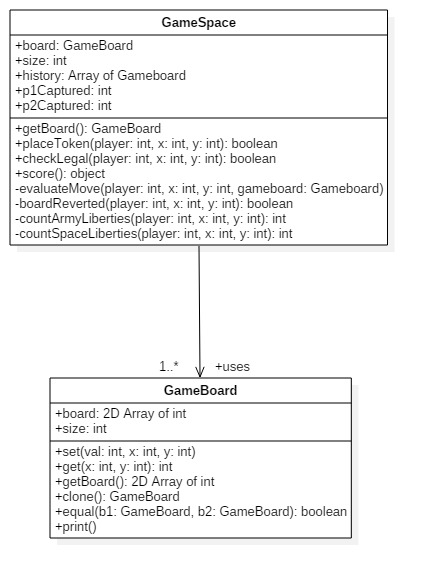 GameSpace
+board: GameBoard
+size: int
+history: Array of Gameboard
+p1Captured: int
+p2Captured: int
+getBoard(): GameBoard
+placeToken(player: int, x: int, y: int): boolean
+checkLegal(player: int, x: int, y: int): boolean
+score(): object
-evaluateMove(player: int, x: int, y: int, gameboard: Gameboard)
-boardReverted(player: int, x: int, y: int): boolean
-countArmyLiberties(player: int, x: int, y: int): int
-countSpaceLiberties(player: int, x: int, y: int): int
1..* +uses
GameBoard
+board: 2D Array of int
+size: int
+set(val: int, x: int, y: int)
+get(x: int, y: int): int
+getBoard(): 2D Array of int
+clone(): GameBoard
+equal(b1: GameBoard, b2: GameBoard): boolean
+print()